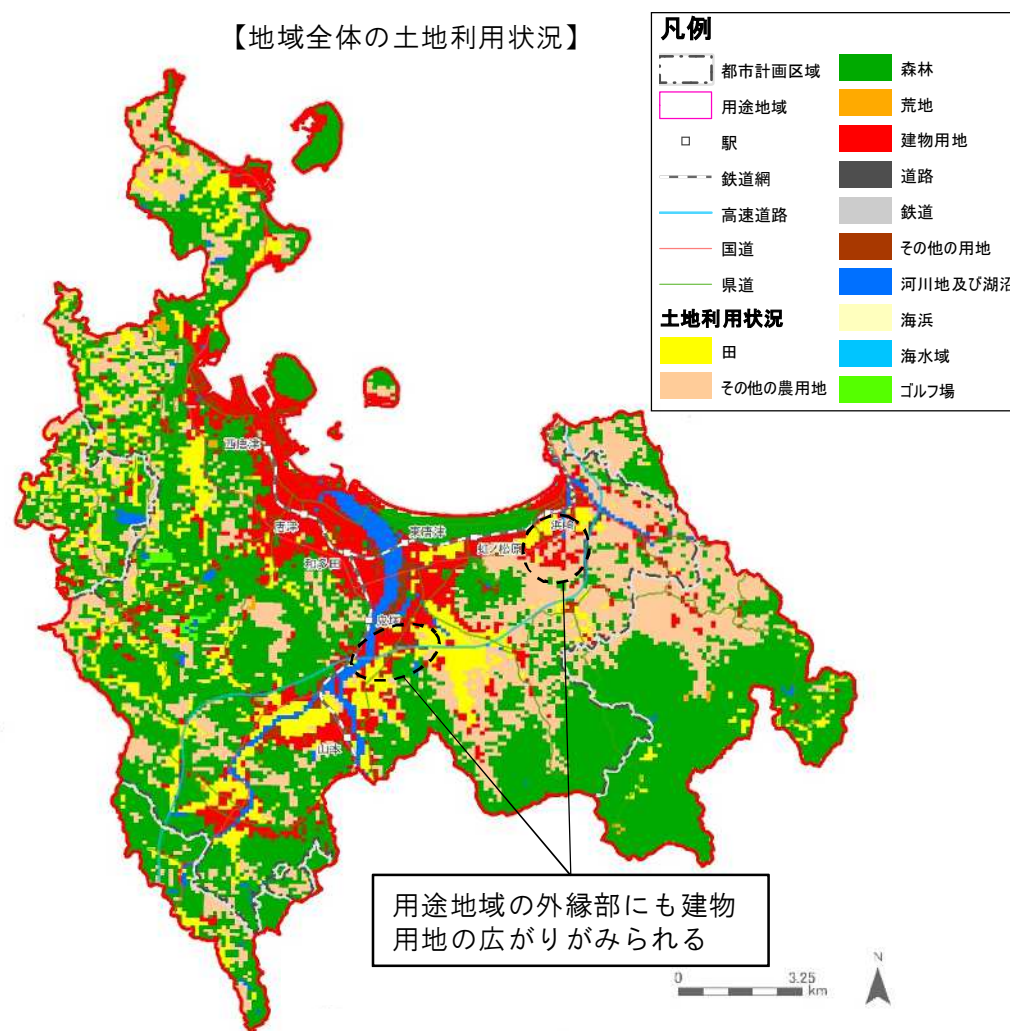 【地域全体の土地利用状況】
凡例
都市計画区域
用途地域
駅
鉄道網
高速道路
国道
県道
土地利用状況
田
その他の農用地
森林
荒地
建物用地
道路
鉄道
その他の用地
河川地及び湖沼
海浜
海水域
ゴルフ場
西唐津
唐津
東唐津
和多田
虹ノ松原
浜崎
鬼塚
山本
用途地域の外縁部にも建物
用地の広がりがみられる
0 3.25
km
N